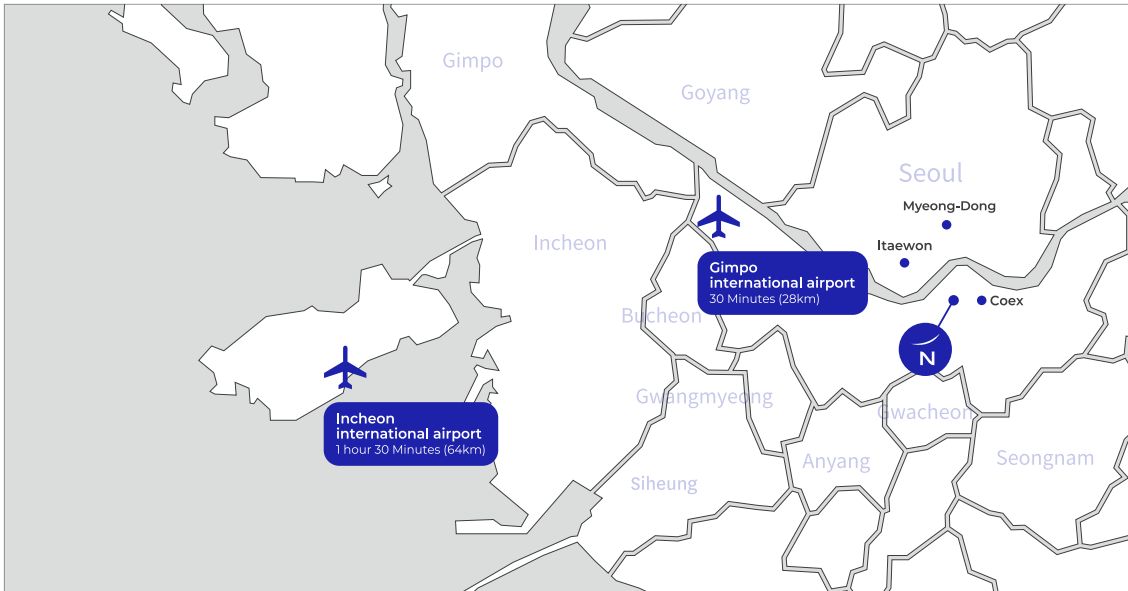 Gimpo
Goyang
Seoul
Myeong-Dong
Incheon
Itaewon
Gimpo
international airport
30 Minutes (28km)
Coex
Bucheon
N
Gwangmyeong
Gwacheon
Incheon
international airport
1 hour 30 Minutes (64km)
Anyang
Seongnam
Siheung